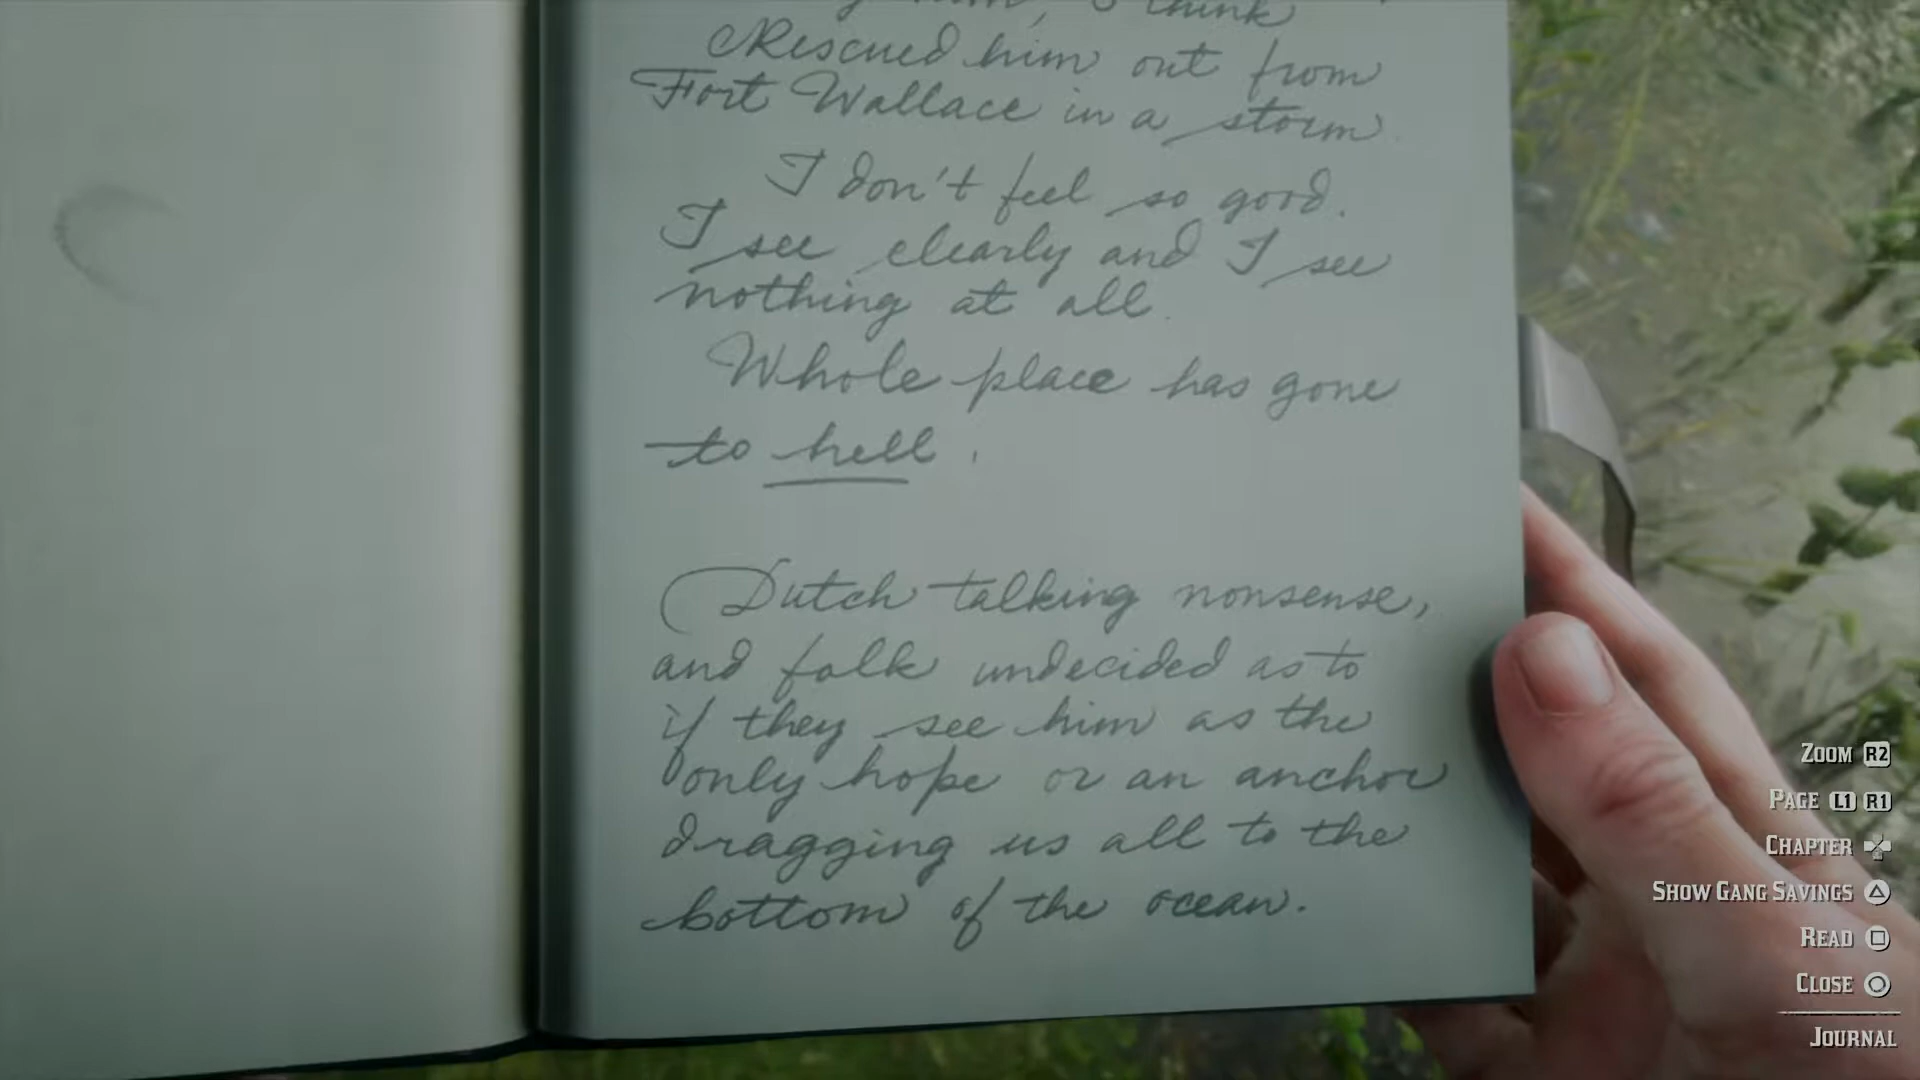 him, I think
Rescued him out from
Fort Wallace in a storm
I don't feel so good.
I see clearly and I see
nothing at all.
Whole place has gone
to hell.
Dutch talking nonsense,
and folk undecided as to
if they see him as the
only hope or an anchor
dragging us all to the
bottom of the ocean.
ZOOM R2
PAGE L1 R1
CHAPTER
SHOW GANG SAVINGS
READ
CLOSE
JOURNAL